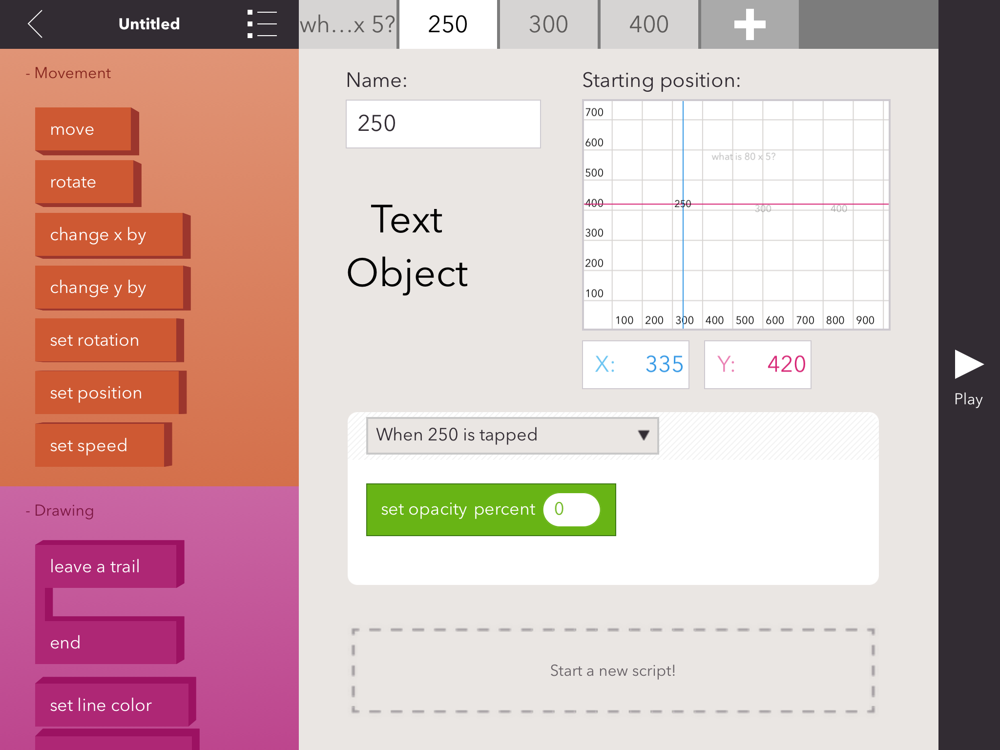 Untitled
wh…x 5?
250
300
400
- Movement
move
rotate
change x by
change y by
set rotation
set position
set speed
- Drawing
leave a trail
end
set line color
Name:
250
Text
Object
Starting position:
700
600
what is 80 x 5?
500
400
250
300
400
300
200
100
100 200 300 400 500 600 700 800 900
X: 335
Y: 420
When 250 is tapped
set opacity percent 0
Start a new script!
Play